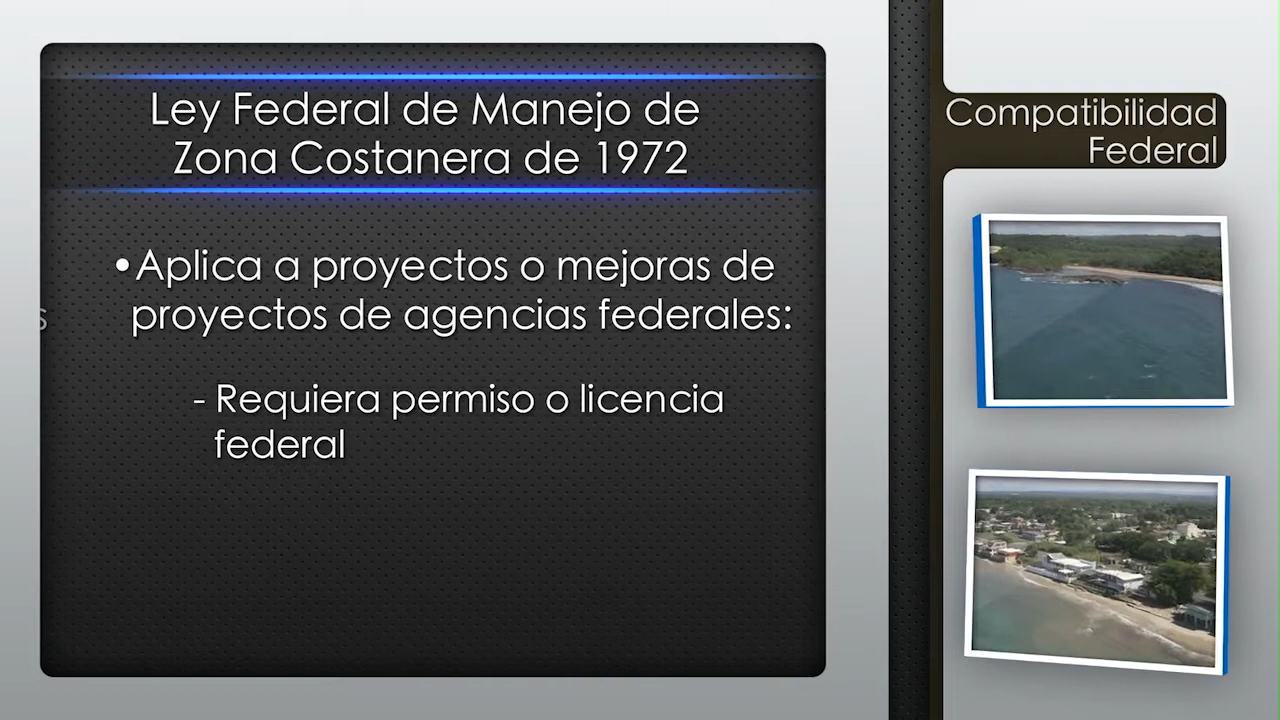 Ley Federal de Manejo de
Zona Costanera de 1972
•Aplica a proyectos o mejoras de
proyectos de agencias federales:
- Requiera permiso o licencia
federal
Compatibilidad
Federal